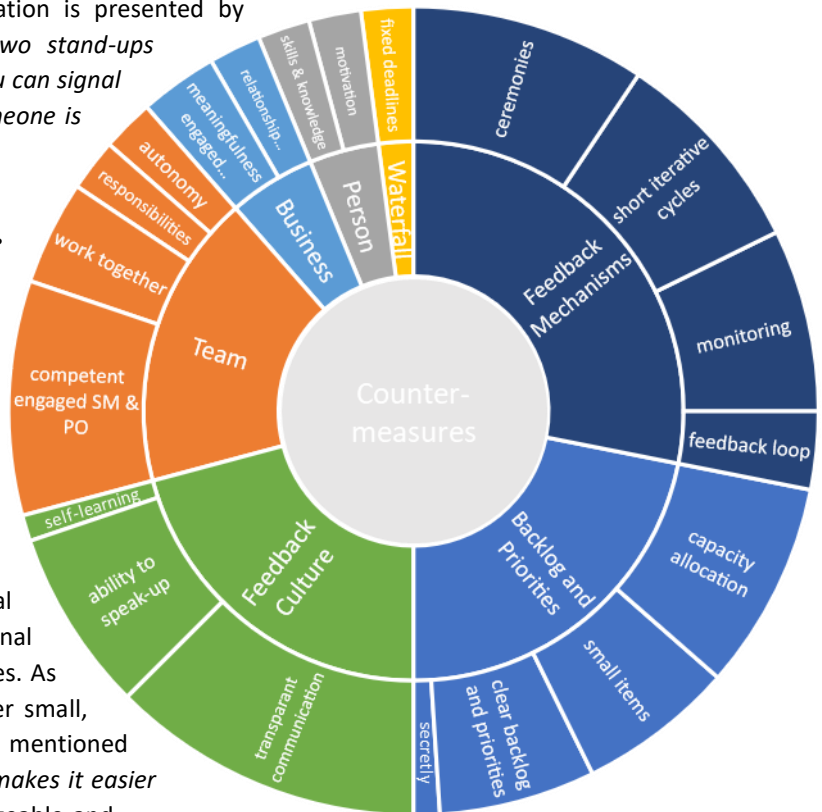 ation is presented by
two stand-ups
u can signal
neone is
al
nal
es. As
er small,
mentioned
makes it easier
Counter-
measures
Feedback
Mechanisms
ceremonies
short iterative
cycles
monitoring
feedback loop
Backlog and
Priorities
capacity
allocation
small items
clear backlog
and priorities
secretly
Feedback
Culture
transparant
communication
ability to
speak-up
self-learning
Team
competent
engaged SM &
PO
work together
responsibilities
autonomy
Business
meaningfulness
engaged...
relationship...
Person
skills & knowledge
motivation
Waterfall
fixed deadlines